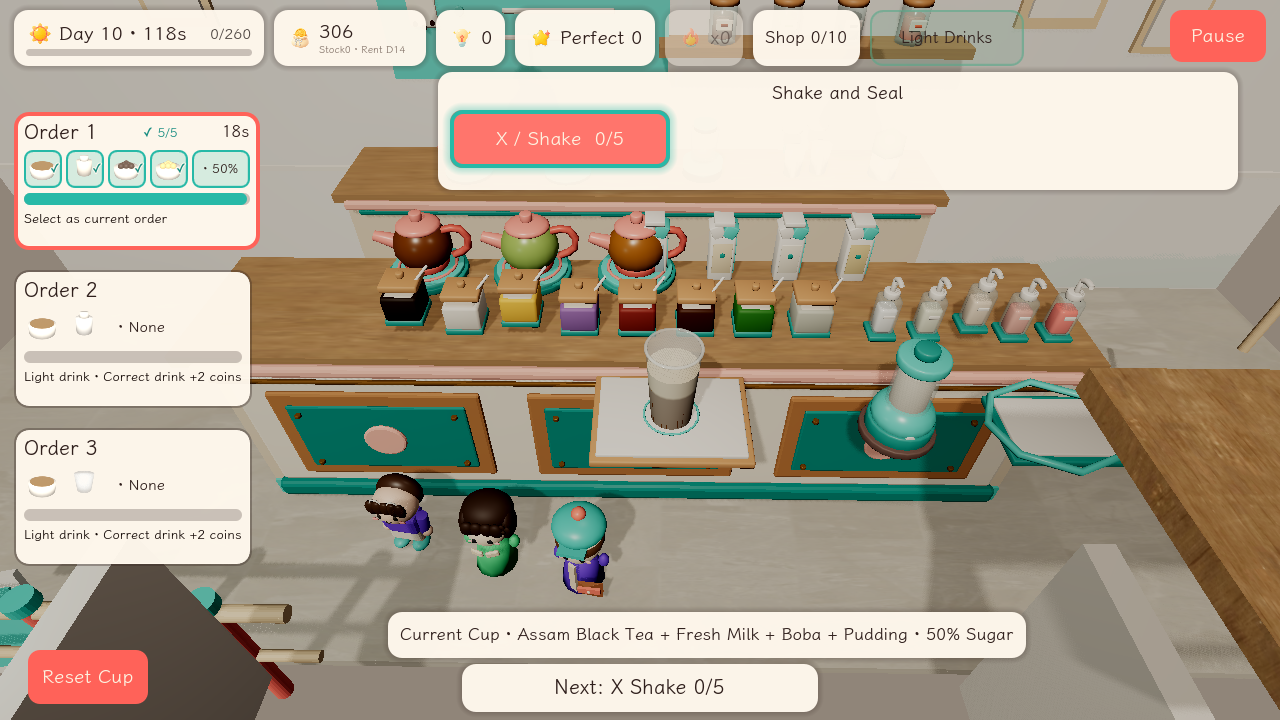 Day 10 • 118s 0/260
306
Stock0 • Rent D14
0
Perfect 0
x0
Shop 0/10
Light Drinks
Pause
Shake and Seal
X / Shake 0/5
Order 1 ✓ 5/5 18s
• 50%
Select as current order
Order 2
• None
Light drink • Correct drink +2 coins
Order 3
• None
Light drink • Correct drink +2 coins
Current Cup • Assam Black Tea + Fresh Milk + Boba + Pudding • 50% Sugar
Reset Cup
Next: X Shake 0/5